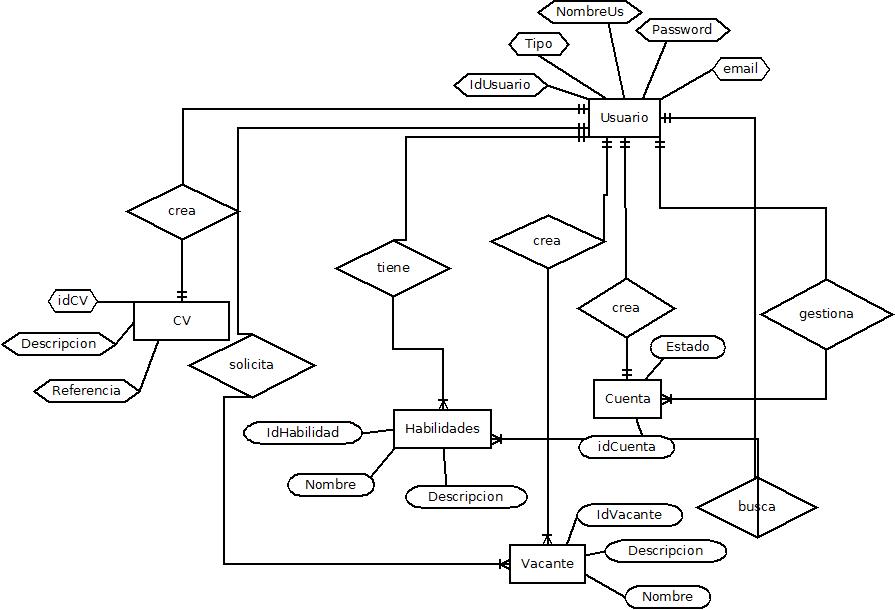 NombreUs
Password
Tipo
email
IdUsuario
Usuario
crea
crea
tiene
idCV
crea
gestiona
CV
Descripcion
Estado
solicita
Referencia
Cuenta
Habilidades
IdHabilidad
idCuenta
Nombre
Descripcion
busca
IdVacante
Descripcion
Vacante
Nombre